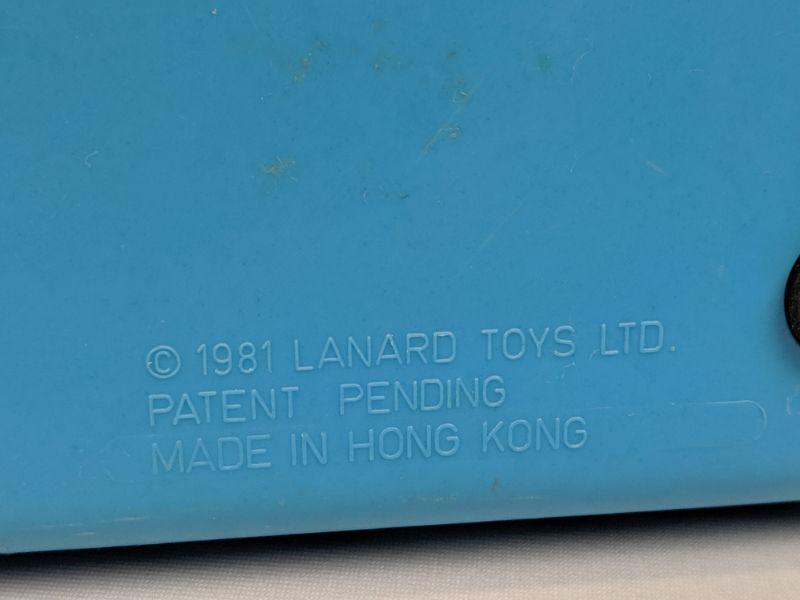 © 1981 LANARD TOYS LTD.
PATENT PENDING
MADE IN HONG KONG